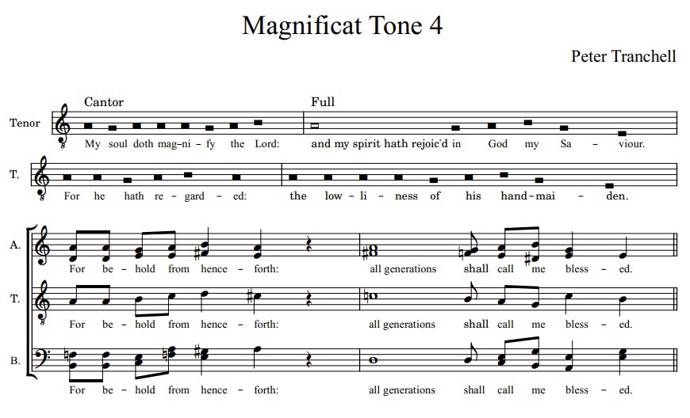 Magnificat Tone 4
Peter Tranchell
Cantor Full
Tenor
My soul doth mag-ni-fy the Lord: and my spirit hath rejoic'd in God my Sa-viour.
T.
For he hath re-gard-ed: the low-li-ness of his hand-mai-den.
A.
For be-hold from hence-forth: all generations shall call me bless-ed.
T.
For be-hold from hence-forth: all generations shall call me bless-ed.
B.
For be-hold from hence-forth: all generations shall call me bless-ed.